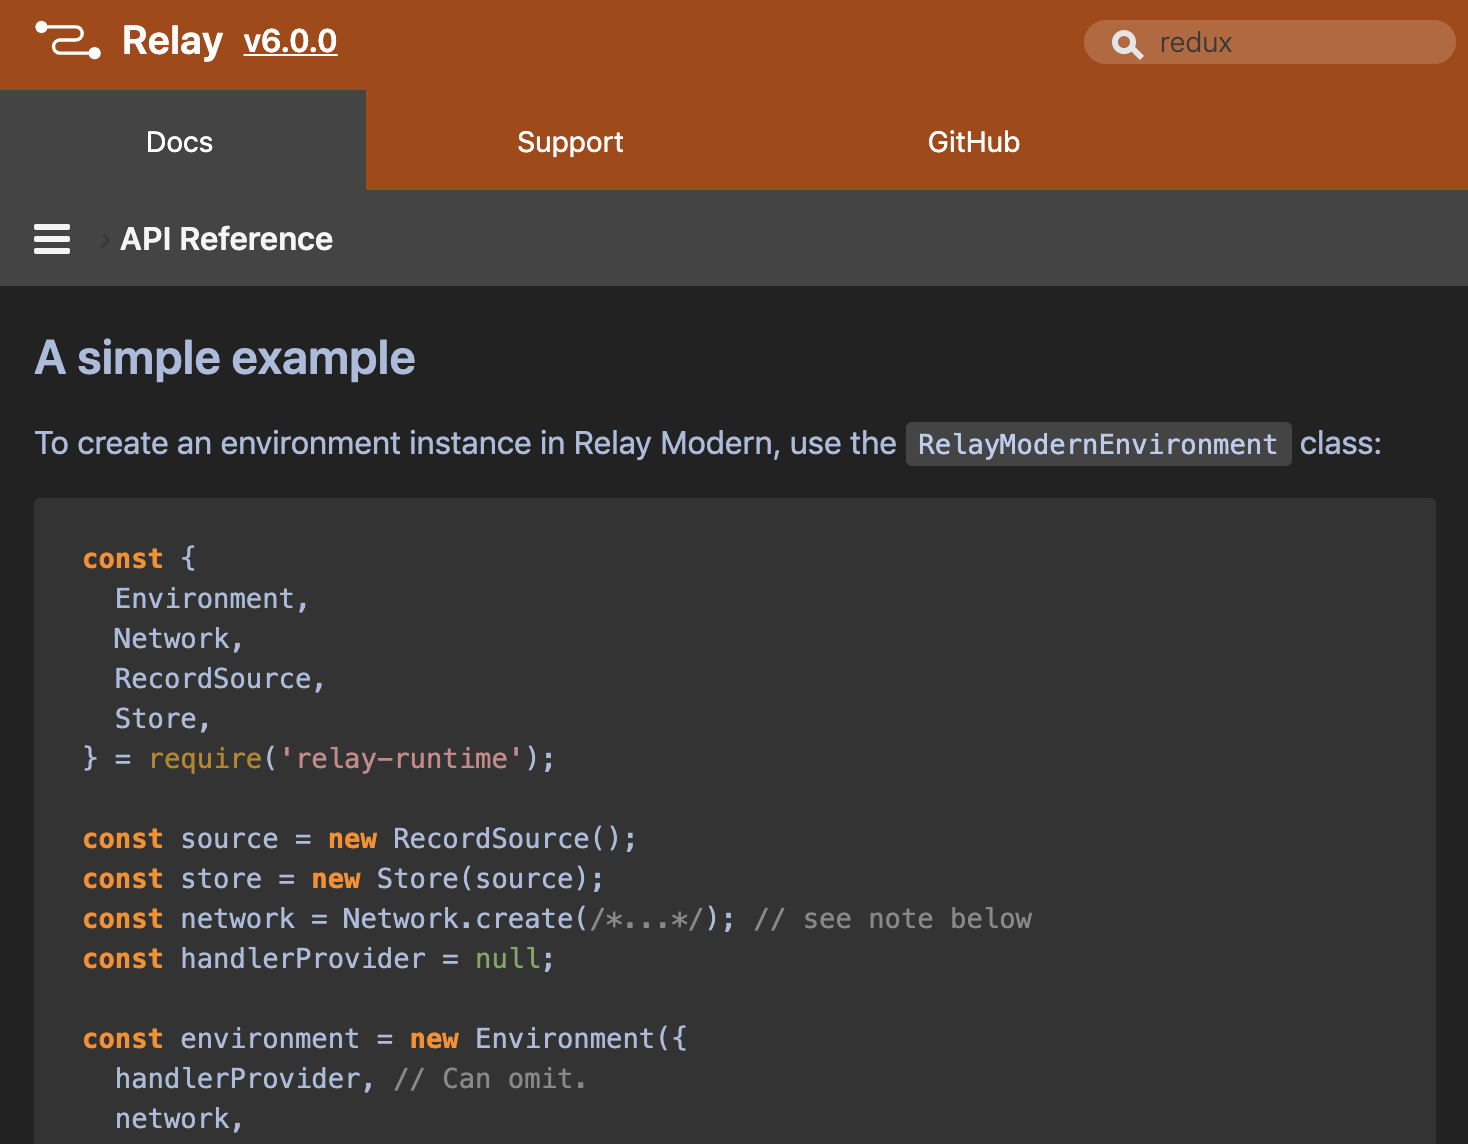 Relay v6.0.0
redux
Docs Support GitHub
› API Reference
A simple example
To create an environment instance in Relay Modern, use the RelayModernEnvironment class:
const {
  Environment,
  Network,
  RecordSource,
  Store,
} = require('relay-runtime');

const source = new RecordSource();
const store = new Store(source);
const network = Network.create(/*...*/); // see note below
const handlerProvider = null;

const environment = new Environment({
  handlerProvider, // Can omit.
  network,